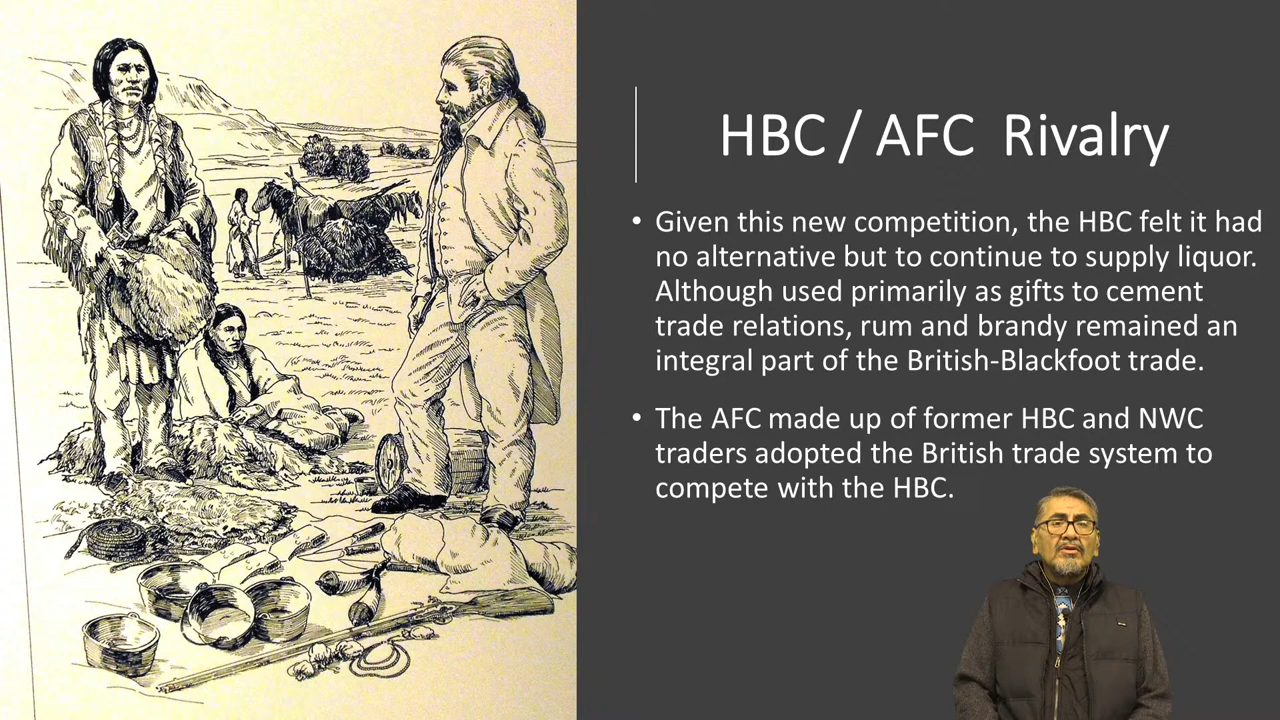 HBC / AFC Rivalry
• Given this new competition, the HBC felt it had
no alternative but to continue to supply liquor.
Although used primarily as gifts to cement
trade relations, rum and brandy remained an
integral part of the British-Blackfoot trade.
• The AFC made up of former HBC and NWC
traders adopted the British trade system to
compete with the HBC.